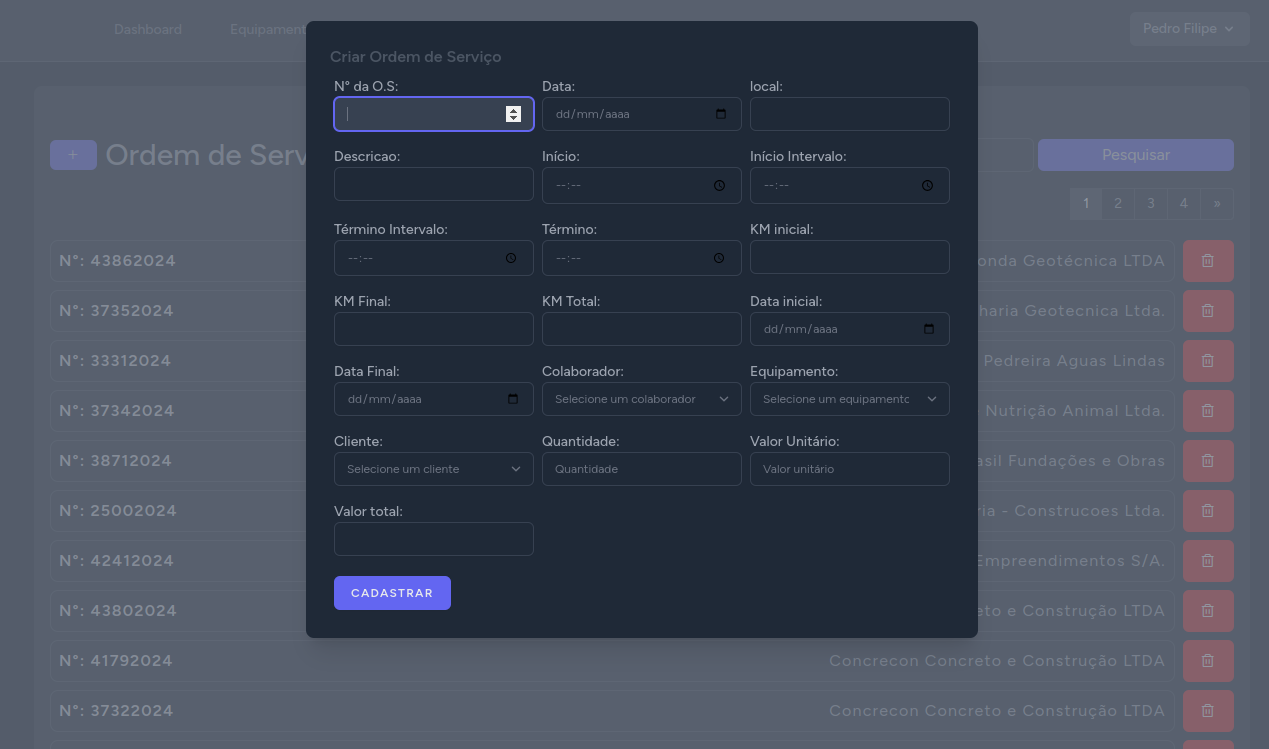 Dashboard
Equipament
Pedro Filipe
Criar Ordem de Serviço
N° da O.S:
Data:
local:
dd/mm/aaaa
Descricao:
Início:
Início Intervalo:
--:--
--:--
+
Ordem de Serv
Pesquisar
1 2 3 4 »
Término Intervalo:
Término:
KM inicial:
--:--
--:--
N°: 43862024
onda Geotécnica LTDA
KM Final:
KM Total:
Data inicial:
dd/mm/aaaa
N°: 37352024
haria Geotecnica Ltda.
N°: 33312024
Pedreira Aguas Lindas
Data Final:
Colaborador:
Equipamento:
dd/mm/aaaa
Selecione um colaborador
Selecione um equipamento
N°: 37342024
Nutrição Animal Ltda.
Cliente:
Quantidade:
Valor Unitário:
Selecione um cliente
Quantidade
Valor unitário
N°: 38712024
asil Fundações e Obras
Valor total:
N°: 25002024
ria - Construcoes Ltda.
N°: 42412024
Empreendimentos S/A.
CADASTRAR
N°: 43802024
eto e Construção LTDA
N°: 41792024
Concrecon Concreto e Construção LTDA
N°: 37322024
Concrecon Concreto e Construção LTDA